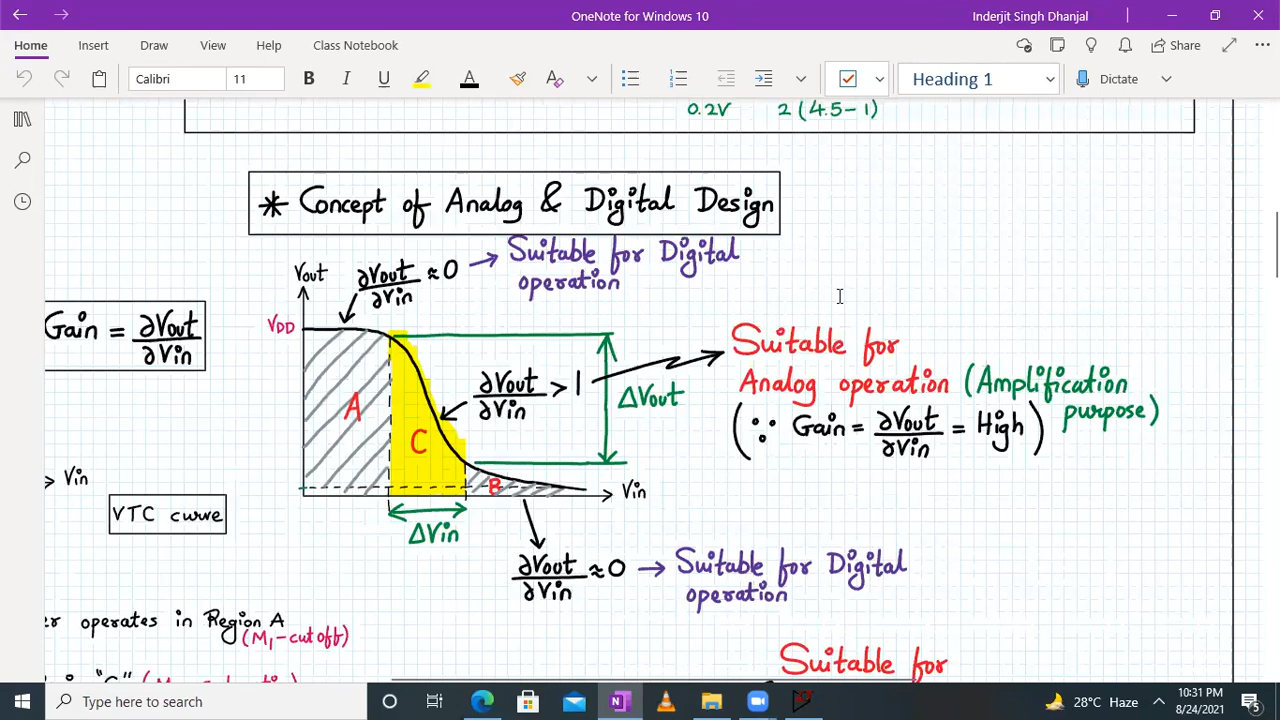 OneNote for Windows 10
Inderjit Singh Dhanjal
Home Insert Draw View Help Class Notebook
Share
Calibri 11 B I U A Heading 1 Dictate
0.2V 2 (4.5-1)
* Concept of Analog & Digital Design
Vout ∂Vout/∂Vin ≈ 0 → Suitable for Digital
operation
Gain = ∂Vout/∂Vin
VDD
Suitable for
∂Vout/∂Vin > 1
ΔVout
Analog operation (Amplification
purpose)
(∵ Gain = ∂Vout/∂Vin = High)
A
C
B
Vin
Vin
VTC curve
ΔVin
∂Vout/∂Vin ≈ 0 → Suitable for Digital
operation
er operates in Region A
(M1-cutoff)
Suitable for
Type here to search
28°C Haze
10:31 PM
8/24/2021
5